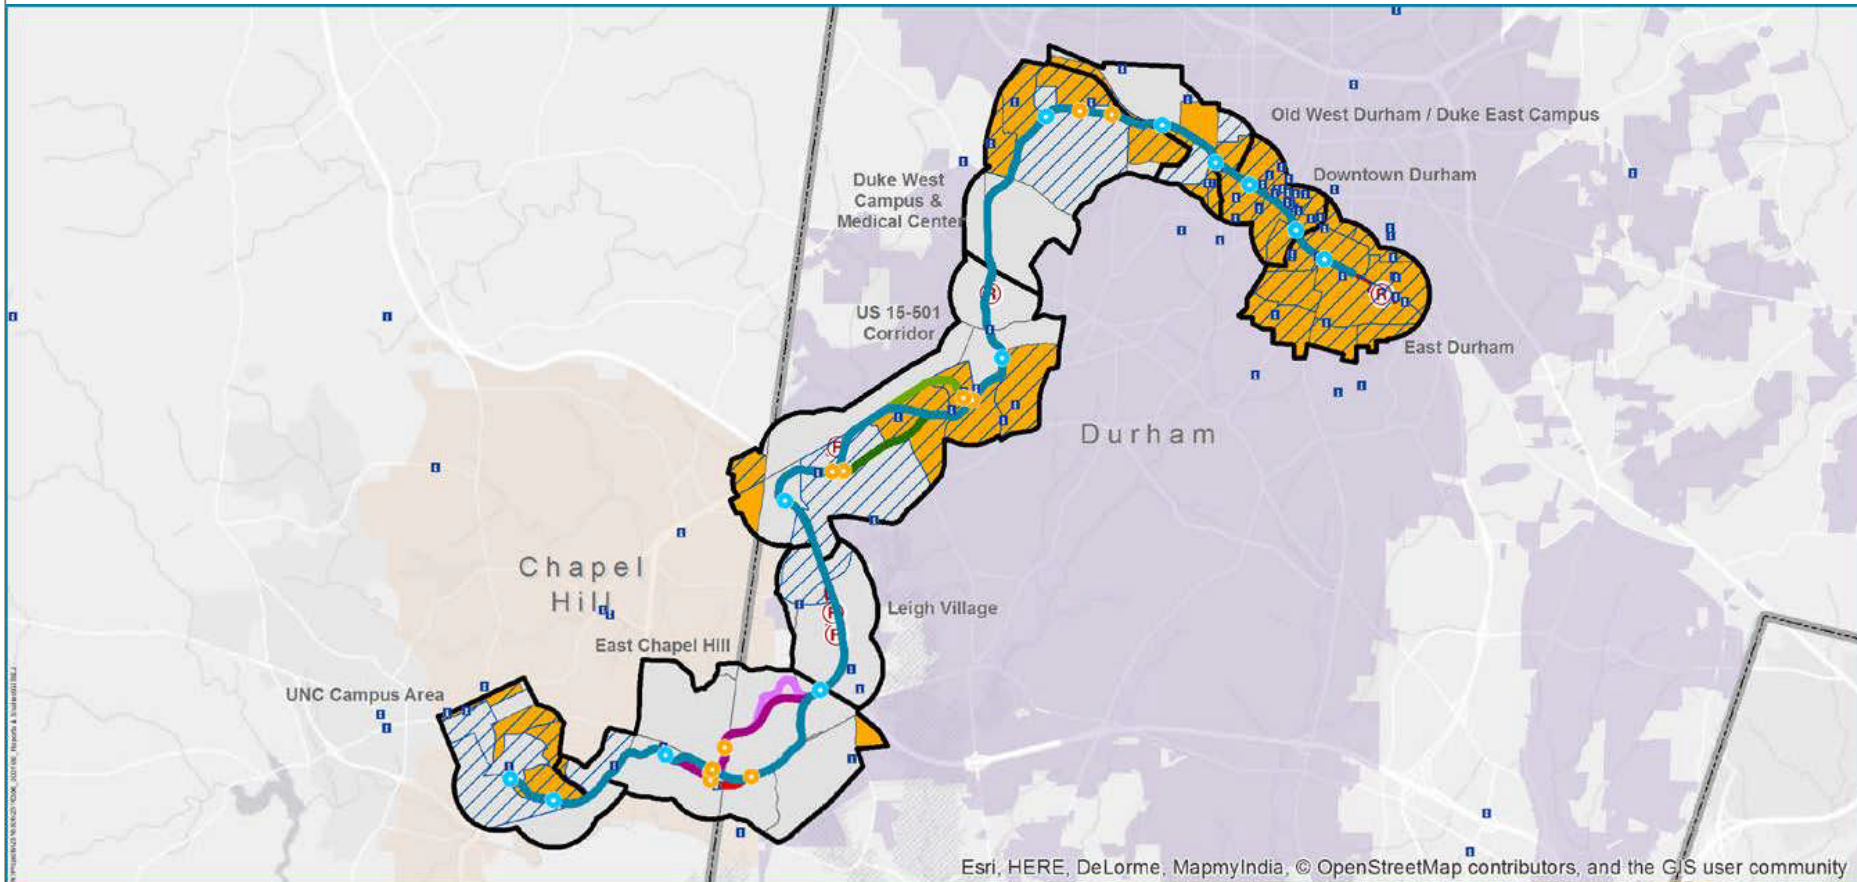 Old West Durham / Duke East Campus
Downtown Durham
Duke West
Campus &
Medical Center
US 15-501
Corridor
East Durham
Durham
Chapel
Hill
Leigh Village
East Chapel Hill
UNC Campus Area
R
R
R
R
Esri, HERE, DeLorme, MapmyIndia, © OpenStreetMap contributors, and the GIS user community